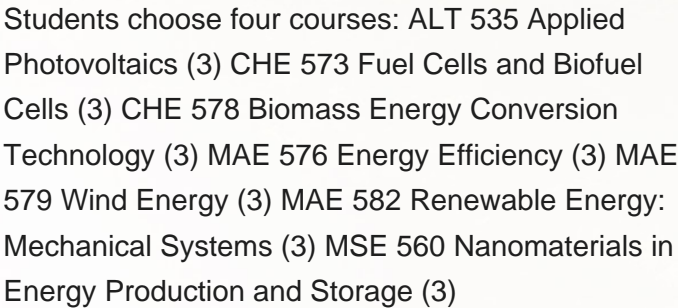 Students choose four courses: ALT 535 Applied
Photovoltaics (3) CHE 573 Fuel Cells and Biofuel
Cells (3) CHE 578 Biomass Energy Conversion
Technology (3) MAE 576 Energy Efficiency (3) MAE
579 Wind Energy (3) MAE 582 Renewable Energy:
Mechanical Systems (3) MSE 560 Nanomaterials in
Energy Production and Storage (3)